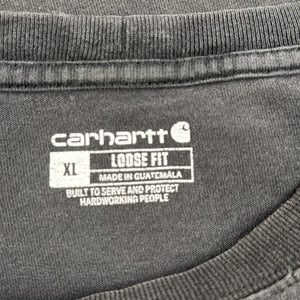 carhartt
XL LOOSE FIT
MADE IN GUATEMALA
BUILT TO SERVE AND PROTECT
HARDWORKING PEOPLE